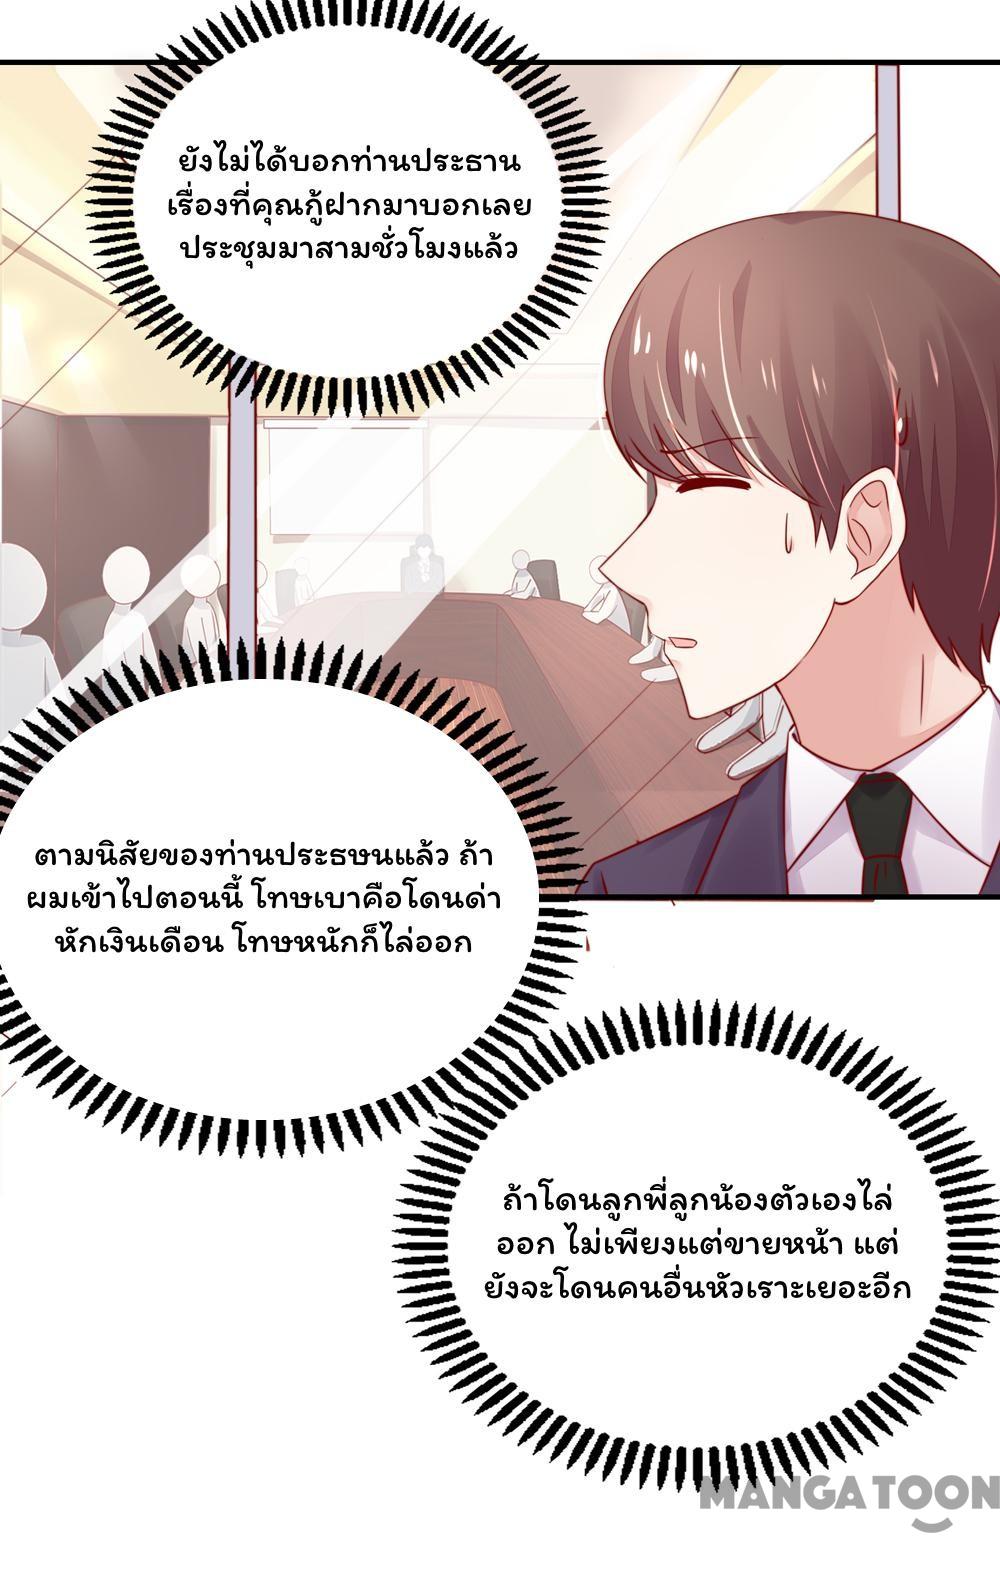 ยังไม่ได้บอกท่านประธาน
เรื่องที่คุณกู้ฝากมาบอกเลย
ประชุมมาสามชั่วโมงแล้ว
ตามนิสัยของท่านประธษนแล้ว ถ้า
ผมเข้าไปตอนนี้ โทษเบาคือโดนด่า
หักเงินเดือน โทษหนักก็ไล่ออก
ถ้าโดนลูกพี่ลูกน้องตัวเองไล่
ออก ไม่เพียงแต่ขายหน้า แต่
ยังจะโดนคนอื่นหัวเราะเยอะอีก
MANGATOON